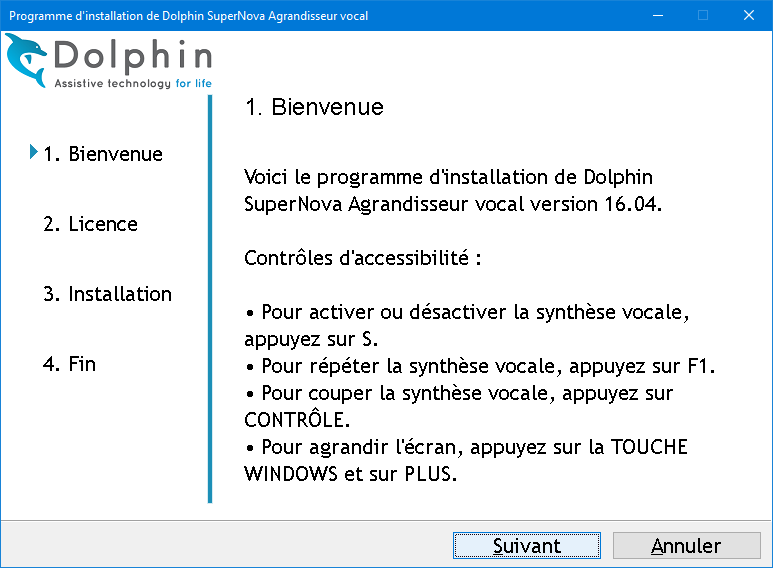 Programme d'installation de Dolphin SuperNova Agrandisseur vocal
Dolphin
Assistive technology for life
1. Bienvenue
2. Licence
3. Installation
4. Fin
1. Bienvenue
Voici le programme d'installation de Dolphin
SuperNova Agrandisseur vocal version 16.04.
Contrôles d'accessibilité :
• Pour activer ou désactiver la synthèse vocale,
appuyez sur S.
• Pour répéter la synthèse vocale, appuyez sur F1.
• Pour couper la synthèse vocale, appuyez sur
CONTRÔLE.
• Pour agrandir l'écran, appuyez sur la TOUCHE
WINDOWS et sur PLUS.
Suivant
Annuler